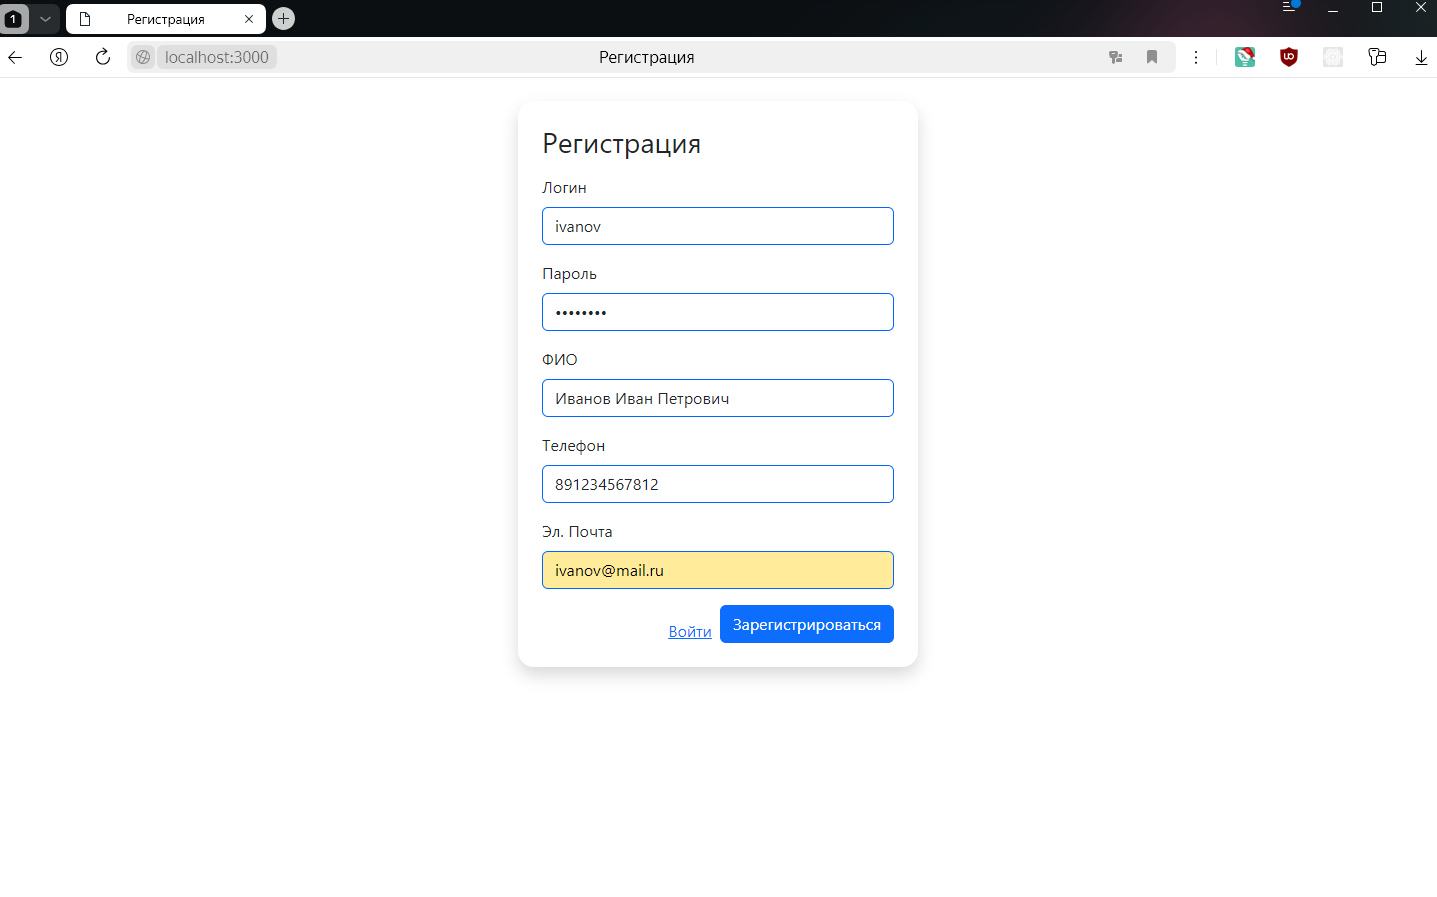 1
Регистрация
Я
localhost:3000
Регистрация
Регистрация
Логин
ivanov
Пароль
••••••••
ФИО
Иванов Иван Петрович
Телефон
891234567812
Эл. Почта
ivanov@mail.ru
Войти
Зарегистрироваться